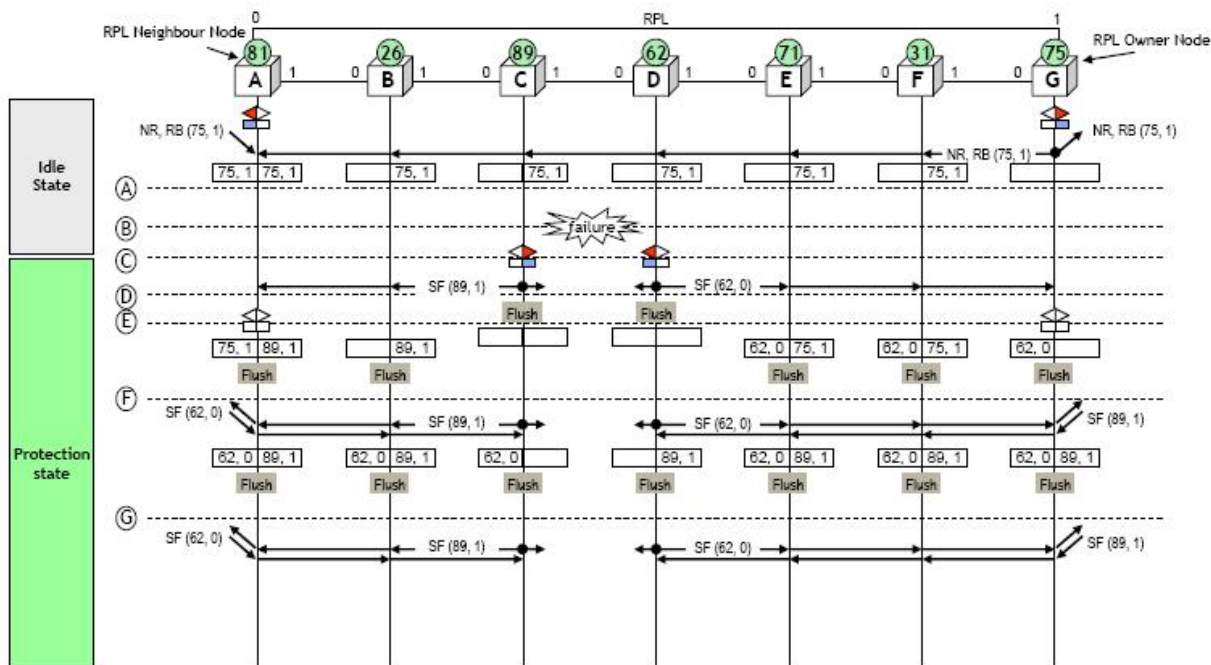 0 RPL 1
RPL Neighbour Node
RPL Owner Node
81 26 89 62 71 31 75
A 1 0 B 1 0 C 1 0 D 1 0 E 1 0 F 1 0 G
NR, RB (75, 1)
NR, RB (75, 1)
NR, RB (75, 1)
Idle
State
75, 1 75, 1
75, 1
75, 1
75, 1
75, 1
75, 1
A
B
failure
C
SF (89, 1) SF (62, 0)
D
Flush Flush
E
75, 1 89, 1
89, 1
62, 0 75, 1
62, 0 75, 1
62, 0
Flush Flush Flush Flush Flush
F
SF (62, 0) SF (89, 1) SF (62, 0) SF (89, 1)
Protection
state
62, 0 89, 1
62, 0 89, 1
62, 0
89, 1
62, 0 89, 1
62, 0 89, 1
62, 0 89, 1
Flush Flush Flush Flush Flush Flush Flush
G
SF (62, 0) SF (89, 1) SF (62, 0) SF (89, 1)